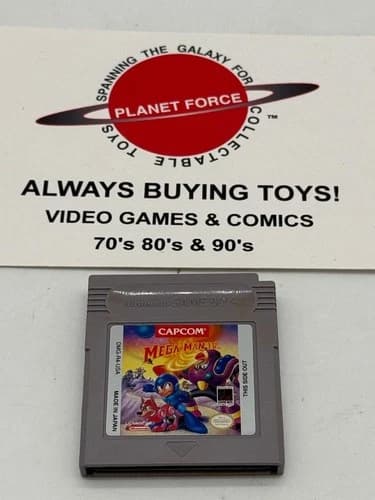 SPANNING THE GALAXY FOR
COLLECTABLE TOYS
PLANET FORCE
TM
ALWAYS BUYING TOYS!
VIDEO GAMES & COMICS
70's 80's & 90's
CAPCOM
MEGA MAN IV
THIS SIDE OUT
MADE IN JAPAN
Nintendo